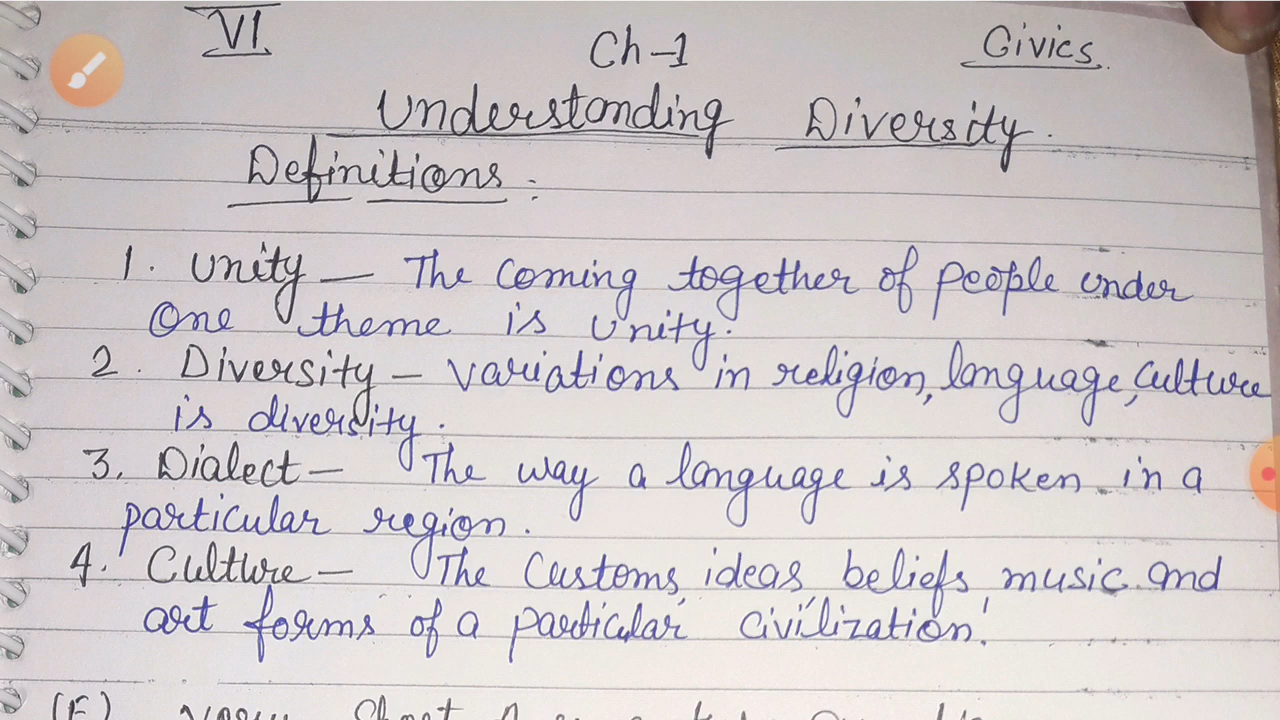 VI
Ch-1
Civics.
Understanding Diversity.
Definitions :
1. Unity — The coming together of people under
one theme is unity.
2. Diversity — variations in religion, language, culture
is diversity.
3. Dialect — The way a language is spoken in a
particular region.
4. Culture — The customs, ideas, beliefs, music and
art forms of a particular civilization.
(F) Short